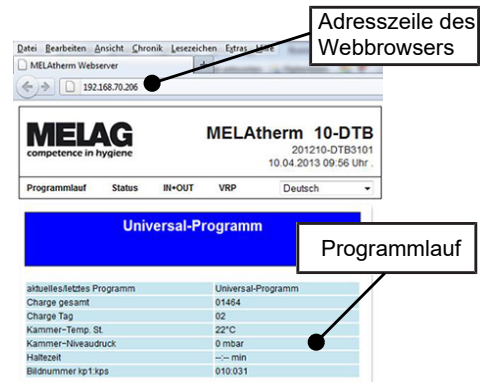 Adresszeile des
Webbrowsers
Datei Bearbeiten Ansicht Chronik Lesezeichen Extras
MELAtherm Webserver
192.168.70.206
MELAG
competence in hygiene
MELAtherm 10-DTB
201210-DTB3101
10.04.2013 09:56 Uhr .
Programmlauf Status IN+OUT VRP Deutsch
Universal-Programm
Programmlauf
aktuelles/letztes Programm Universal-Programm
Charge gesamt 01464
Charge Tag 02
Kammer-Temp. St. 22°C
Kammer-Niveaudruck 0 mbar
Haltezeit --:-- min
Bildnummer kp1:kps 010:031